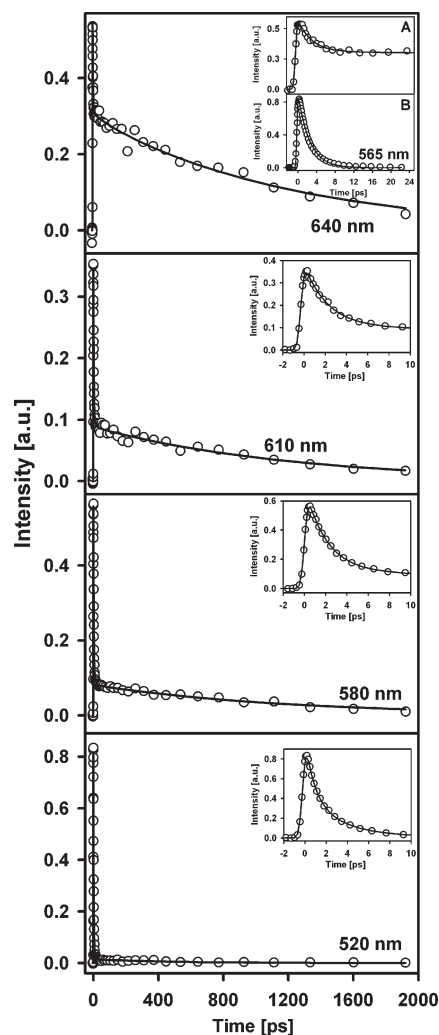 Intensity [a.u.]
0.4
0.2
0.0
640 nm
Intensity [a.u.]
0.5
0.3
0.0
A
Intensity [a.u.]
0.8
0.4
0.0
B
565 nm
0 4 8 12 16 20 24
Time [ps]
0.3
0.2
0.1
0.0
610 nm
Intensity [a.u.]
0.4
0.3
0.2
0.1
0.0
-2 0 2 4 6 8 10
Time [ps]
0.4
0.2
0.0
580 nm
Intensity [a.u.]
0.6
0.4
0.2
0.0
-2 0 2 4 6 8 10
Time [ps]
0.8
0.6
0.4
0.2
0.0
520 nm
Intensity [a.u.]
0.8
0.6
0.4
0.2
0.0
-2 0 2 4 6 8 10
Time [ps]
0 400 800 1200 1600 2000
Time [ps]